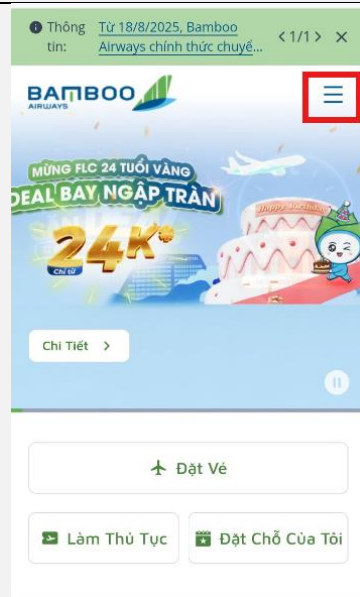 Thông Từ 18/8/2025, Bamboo
tin: Airways chính thức chuyể...
< 1/1 > ×
BAMBOO
AIRWAYS
MỪNG FLC 24 TUỔI VÀNG
DEAL BAY NGẬP TRÀN
24K*
Chỉ từ
Happy Birthday
Chi Tiết >
Đặt Vé
Làm Thủ Tục
Đặt Chỗ Của Tôi